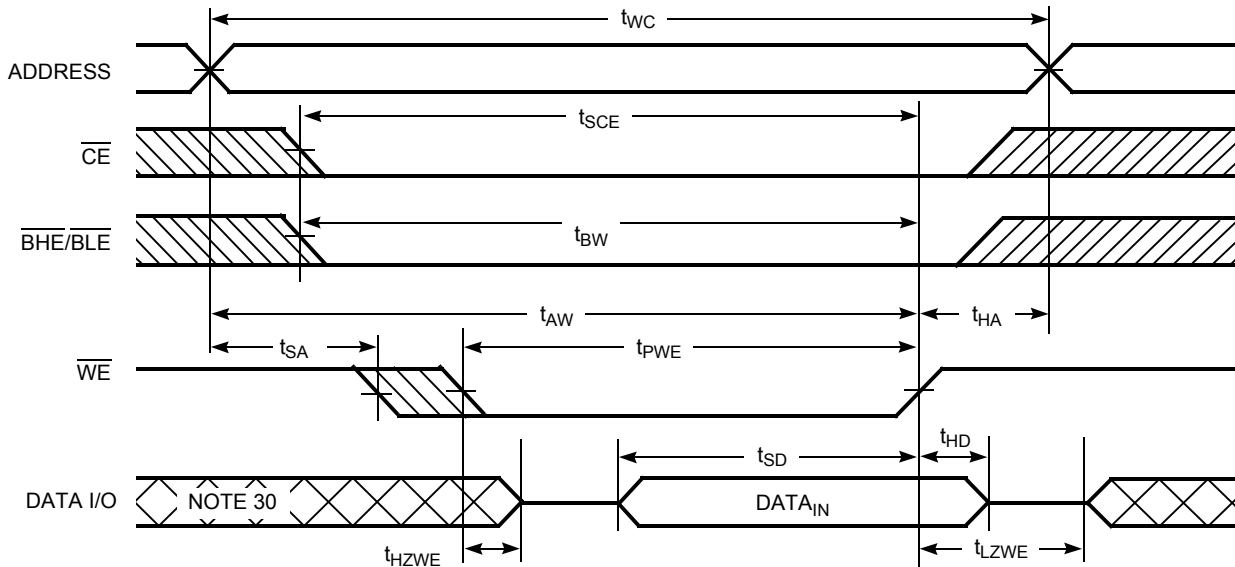 tWC
ADDRESS
tSCE
CE
BHE/BLE
tBW
tAW
tHA
tSA
tPWE
WE
tHD
tSD
DATA I/O
NOTE 30
DATAIN
tHZWE
tLZWE